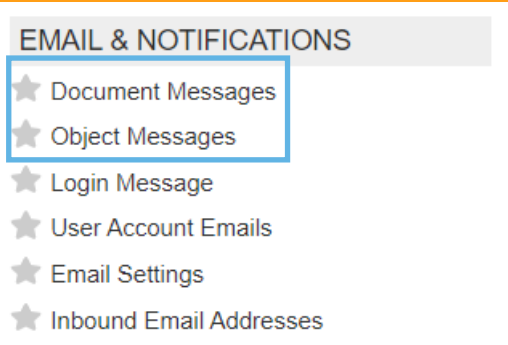 EMAIL & NOTIFICATIONS
Document Messages
Object Messages
Login Message
User Account Emails
Email Settings
Inbound Email Addresses